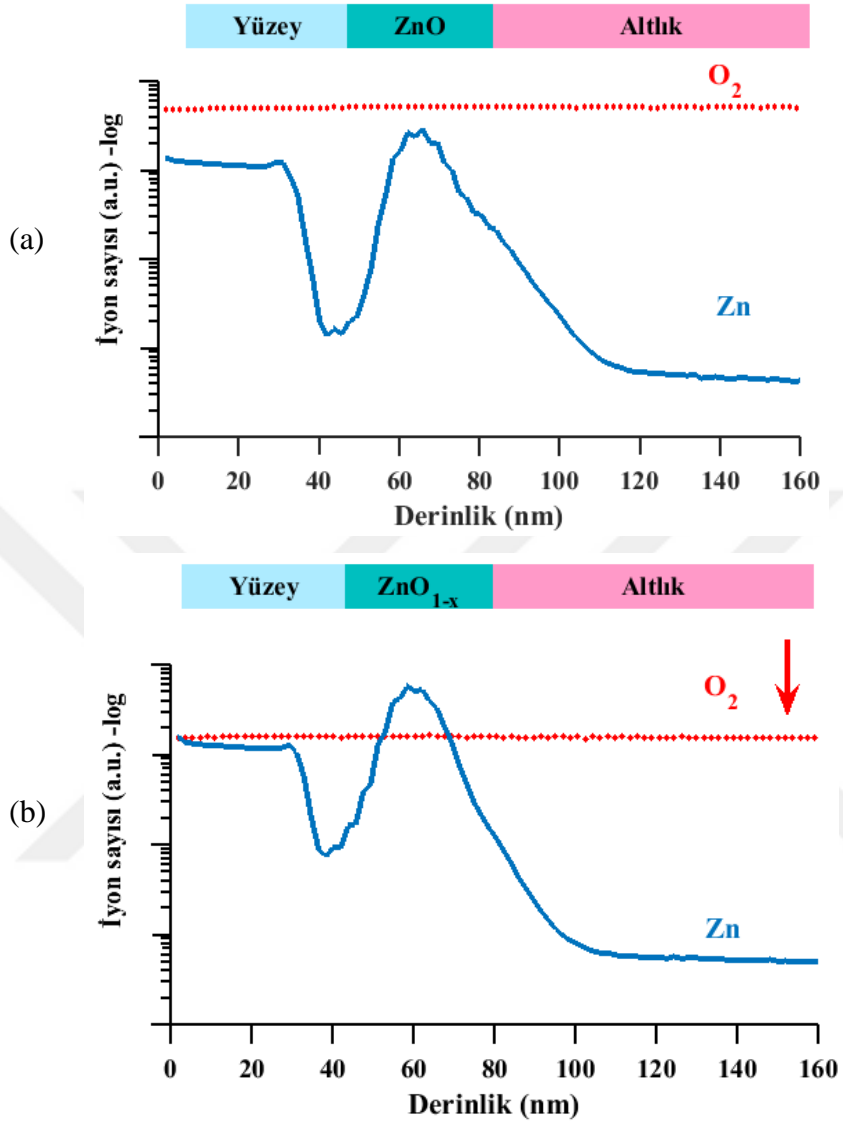 Yüzey ZnO Altlık
O₂
(a)
İyon sayısı (a.u.) -log
Zn
0 20 40 60 80 100 120 140 160
Derinlik (nm)
Yüzey ZnO₁₋ₓ Altlık
O₂
(b)
İyon sayısı (a.u.) -log
Zn
0 20 40 60 80 100 120 140 160
Derinlik (nm)